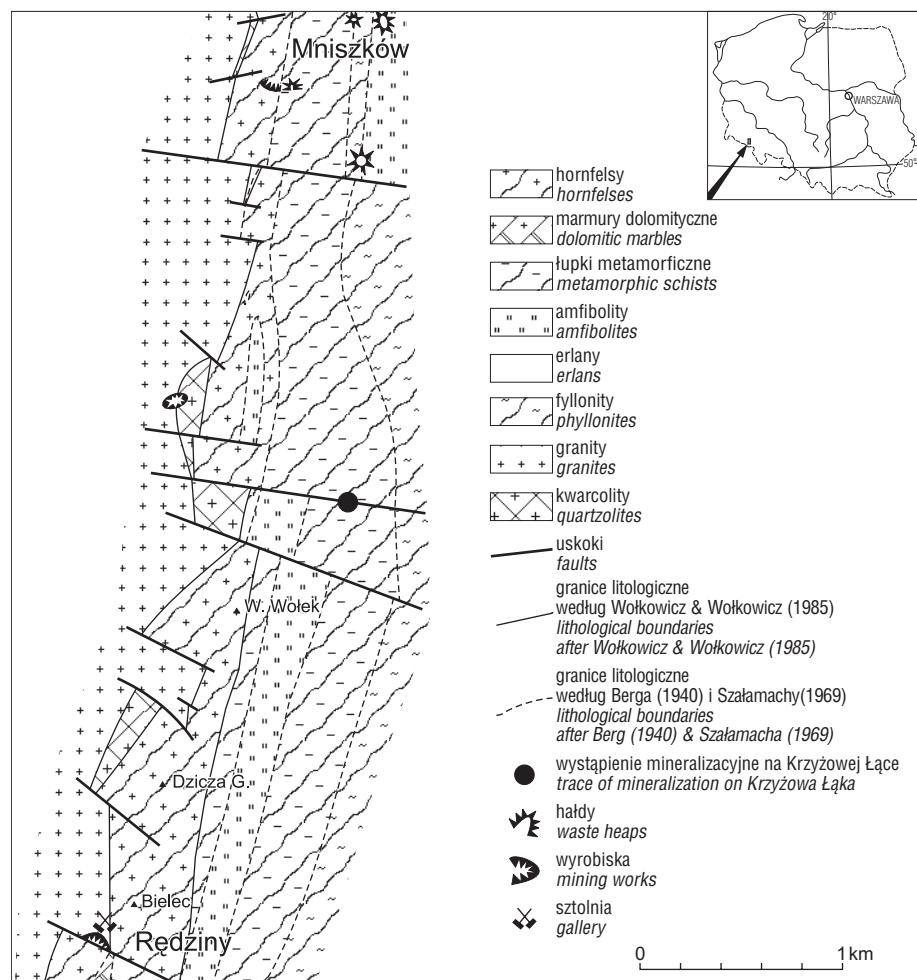 Mniszków
W. Wołek
Dzicza G.
Bielec
Rędziny
20°
WARSZAWA
50°
hornfelsy
hornfelses
marmury dolomityczne
dolomitic marbles
łupki metamorficzne
metamorphic schists
amfibolity
amfibolites
erlany
erlans
fyllonity
phyllonites
granity
granites
kwarcolity
quartzolites
uskoki
faults
granice litologiczne
według Wołkowicz & Wołkowicz (1985)
lithological boundaries
after Wołkowicz & Wołkowicz (1985)
granice litologiczne
według Berga (1940) i Szałamachy(1969)
lithological boundaries
after Berg (1940) & Szałamacha (1969)
wystąpienie mineralizacyjne na Krzyżowej Łące
trace of mineralization on Krzyżowa Łąka
hałdy
waste heaps
wyrobiska
mining works
sztolnia
gallery
0 1km